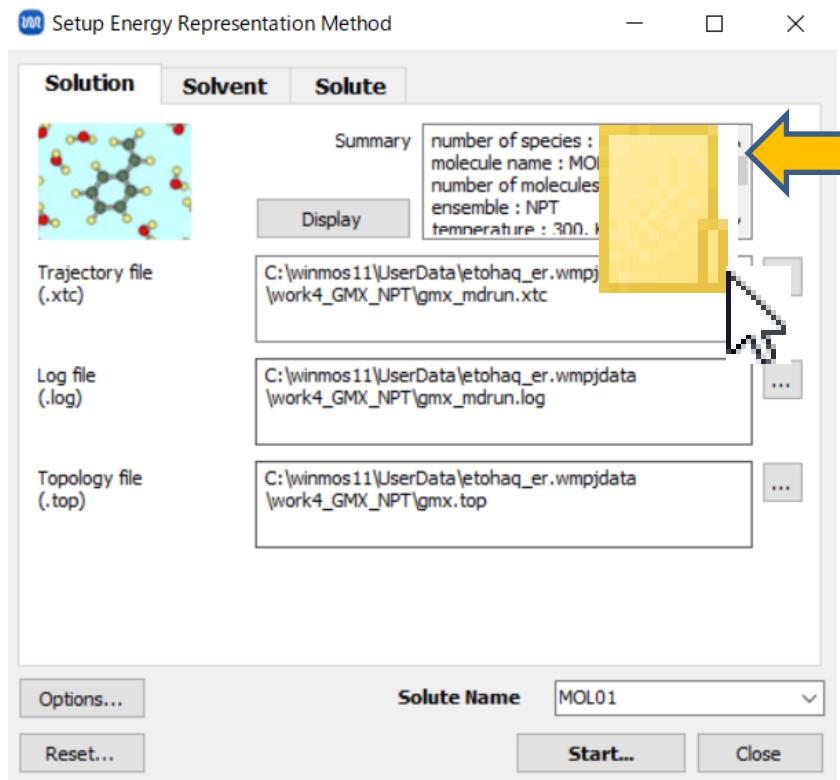 Setup Energy Representation Method
Solution Solvent Solute
Summary
number of species :
molecule name :
number of molecules
ensemble : NPT
temperature : 300.
Display
Trajectory file
(.xtc)
C:\winmos11\UserData\etohaq_er.
\work4_GMX_NPT\gmx_mdrun.xtc
Log file
(.log)
C:\winmos11\UserData\etohaq_er.wmpjdata
\work4_GMX_NPT\gmx_mdrun.log
...
Topology file
(.top)
C:\winmos11\UserData\etohaq_er.wmpjdata
\work4_GMX_NPT\gmx.top
...
Options...
Solute Name
MOL01
Reset...
Start...
Close